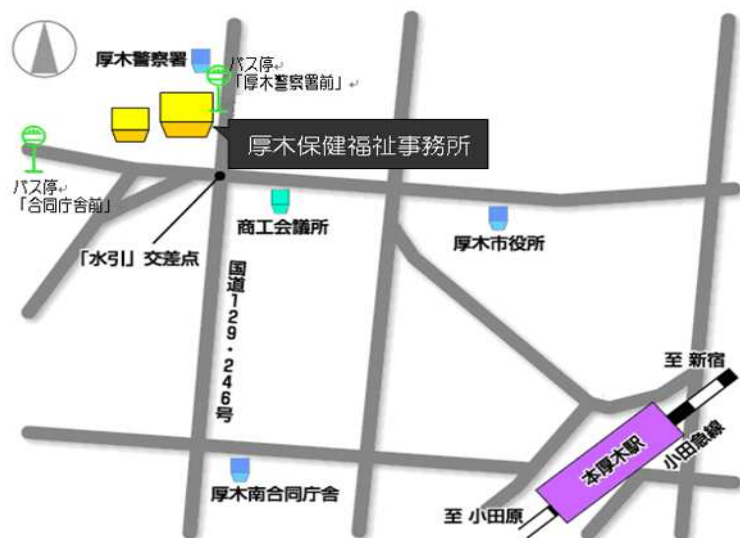 厚木警察署
バス停
「厚木警察署前」
厚木保健福祉事務所
バス停
「合同庁舎前」
商工会議所
厚木市役所
「水引」交差点
国道129・246号
至 新宿
本厚木駅
小田急線
厚木南合同庁舎
至 小田原